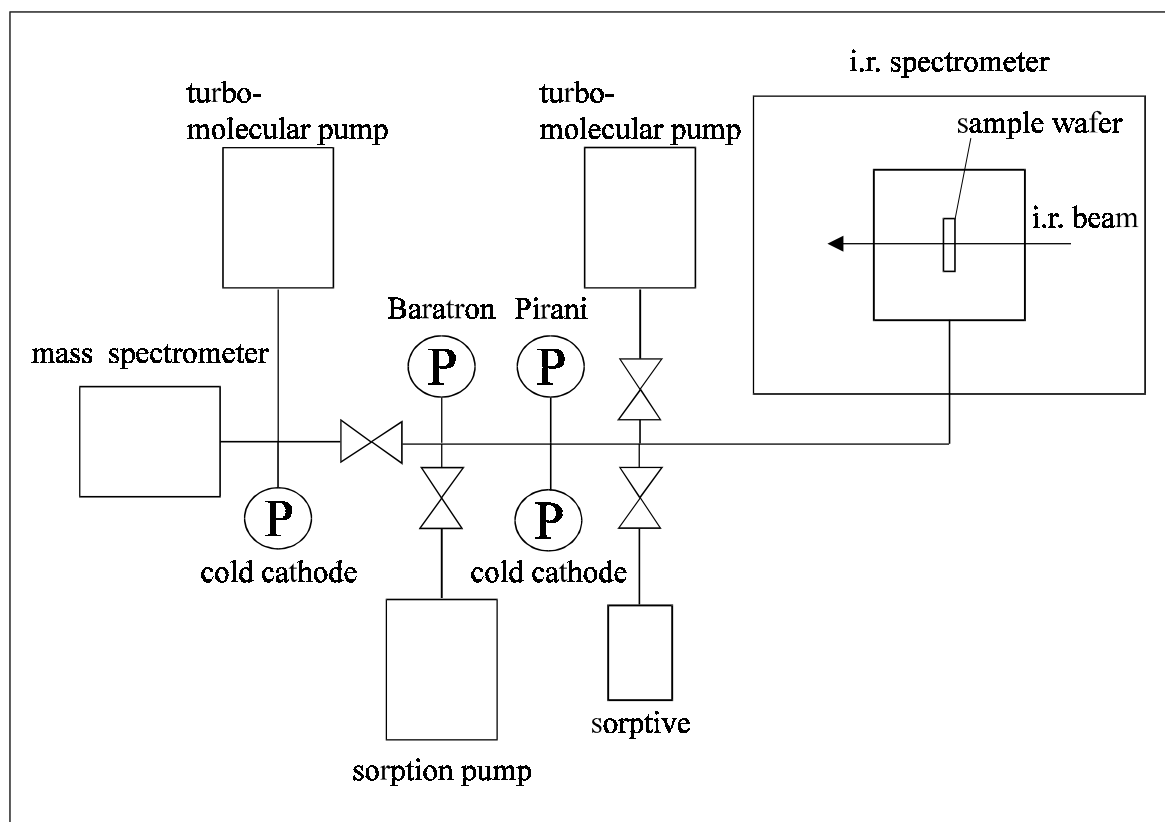 i.r. spectrometer
turbo-
molecular pump
turbo-
molecular pump
sample wafer
i.r. beam
Baratron
Pirani
mass spectrometer
P
P
P
P
cold cathode
cold cathode
sorptive
sorption pump